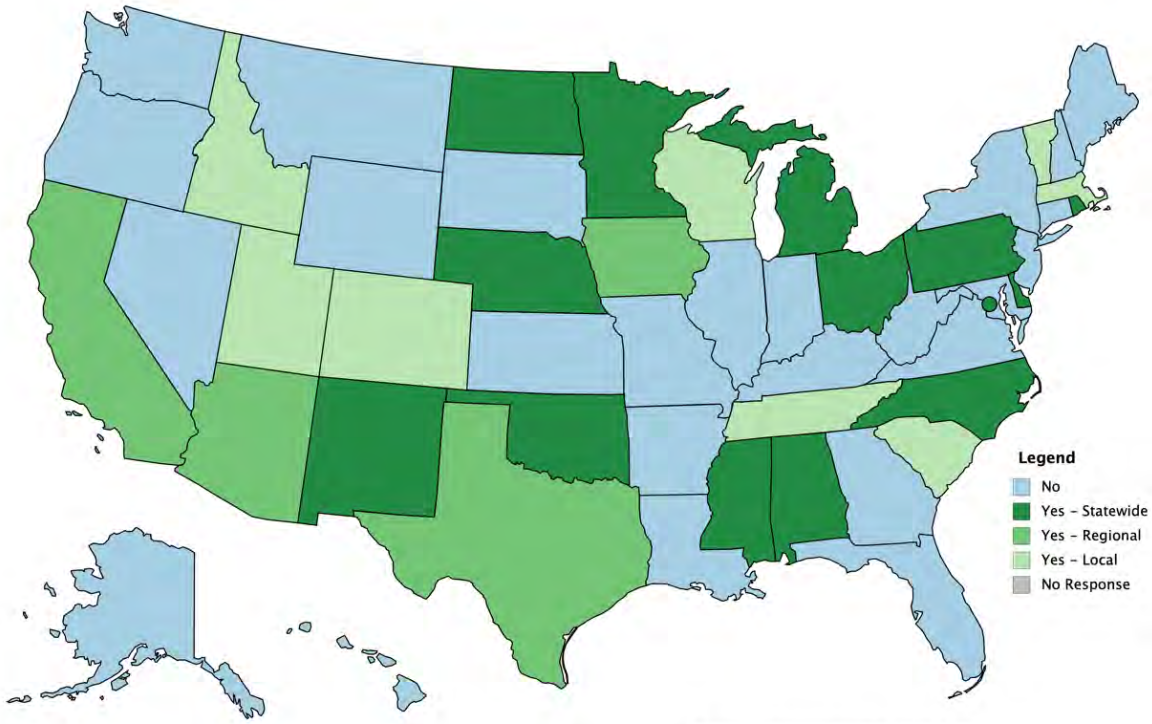 Legend
No
Yes – Statewide
Yes – Regional
Yes – Local
No Response